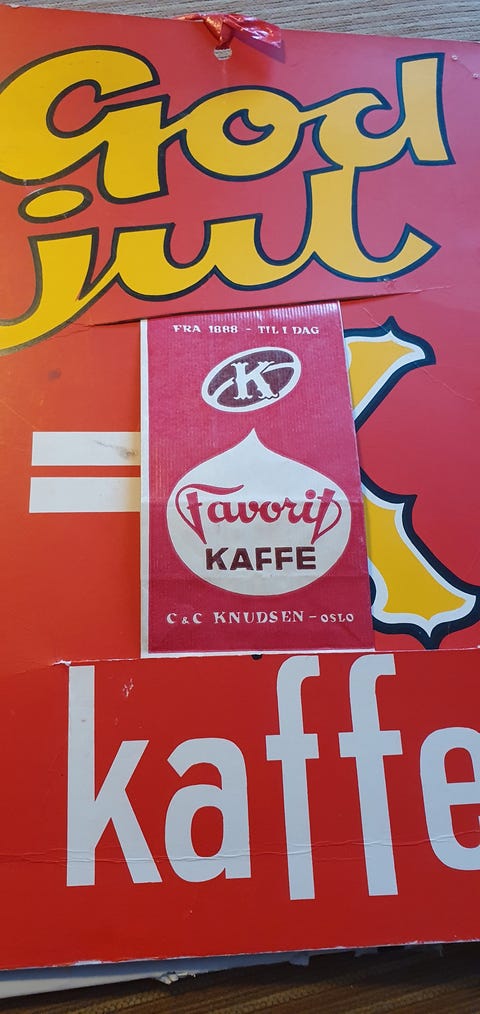 God
jul
FRA 1888 - TIL I DAG
K
Favorit
KAFFE
C & C KNUDSEN - OSLO
=
K
kaffe